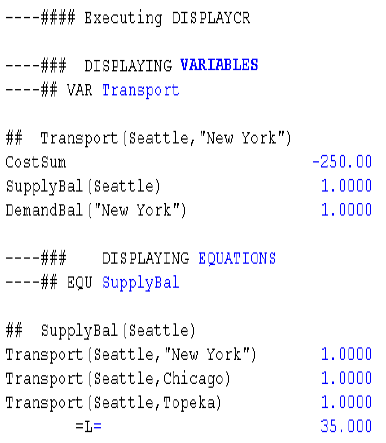 ----#### Executing DISPLAYCR
----### DISPLAYING VARIABLES
----## VAR Transport
## Transport(Seattle,"New York")
CostSum -250.00
SupplyBal(Seattle) 1.0000
DemandBal("New York") 1.0000
----### DISPLAYING EQUATIONS
----## EQU SupplyBal
## SupplyBal(Seattle)
Transport(Seattle,"New York") 1.0000
Transport(Seattle,Chicago) 1.0000
Transport(Seattle,Topeka) 1.0000
=L= 35.000